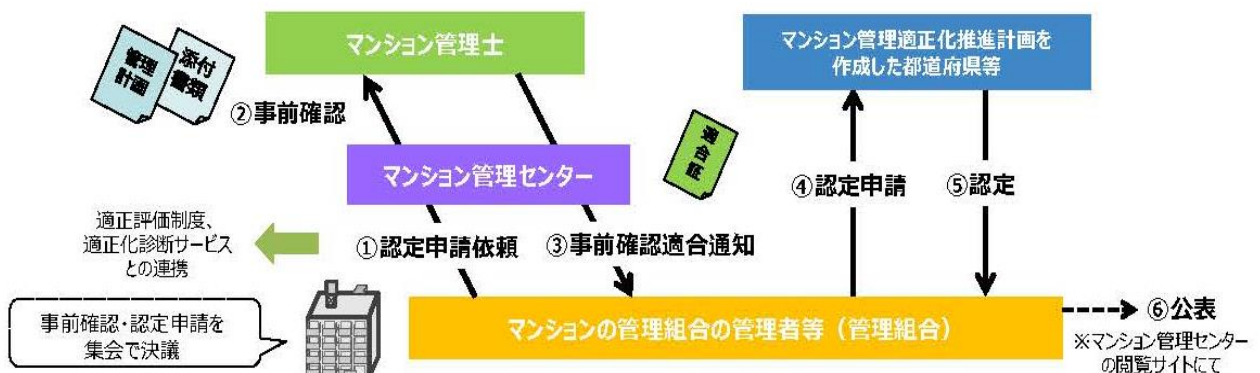 マンション管理士
マンション管理適正化推進計画を
作成した都道府県等
管理
計画
添付
書類
②事前確認
適合証
マンション管理センター
④認定申請
⑤認定
適正評価制度、
適正化診断サービス
との連携
①認定申請依頼
③事前確認適合通知
事前確認・認定申請を
集会で決議
マンションの管理組合の管理者等（管理組合）
⑥公表
※マンション管理センター
の閲覧サイトにて